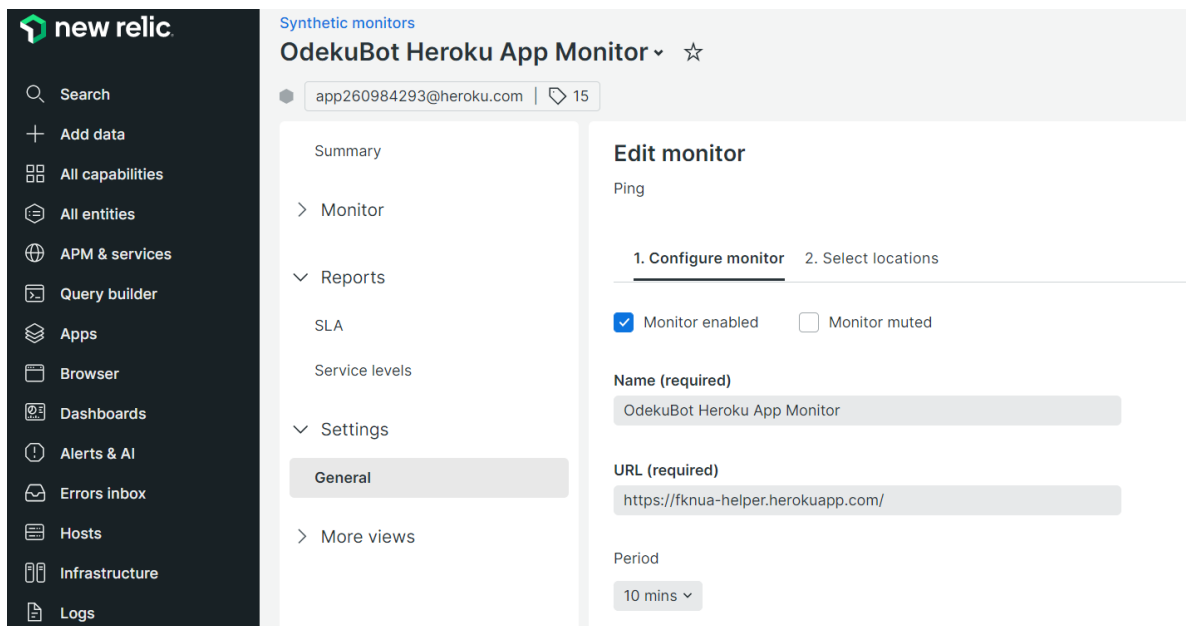 new relic.
Search
Add data
All capabilities
All entities
APM & services
Query builder
Apps
Browser
Dashboards
Alerts & AI
Errors inbox
Hosts
Infrastructure
Logs
Synthetic monitors
OdekuBot Heroku App Monitor
app260984293@heroku.com | 15
Summary
Monitor
Reports
SLA
Service levels
Settings
General
More views
Edit monitor
Ping
1. Configure monitor 2. Select locations
Monitor enabled Monitor muted
Name (required)
OdekuBot Heroku App Monitor
URL (required)
https://fknua-helper.herokuapp.com/
Period
10 mins